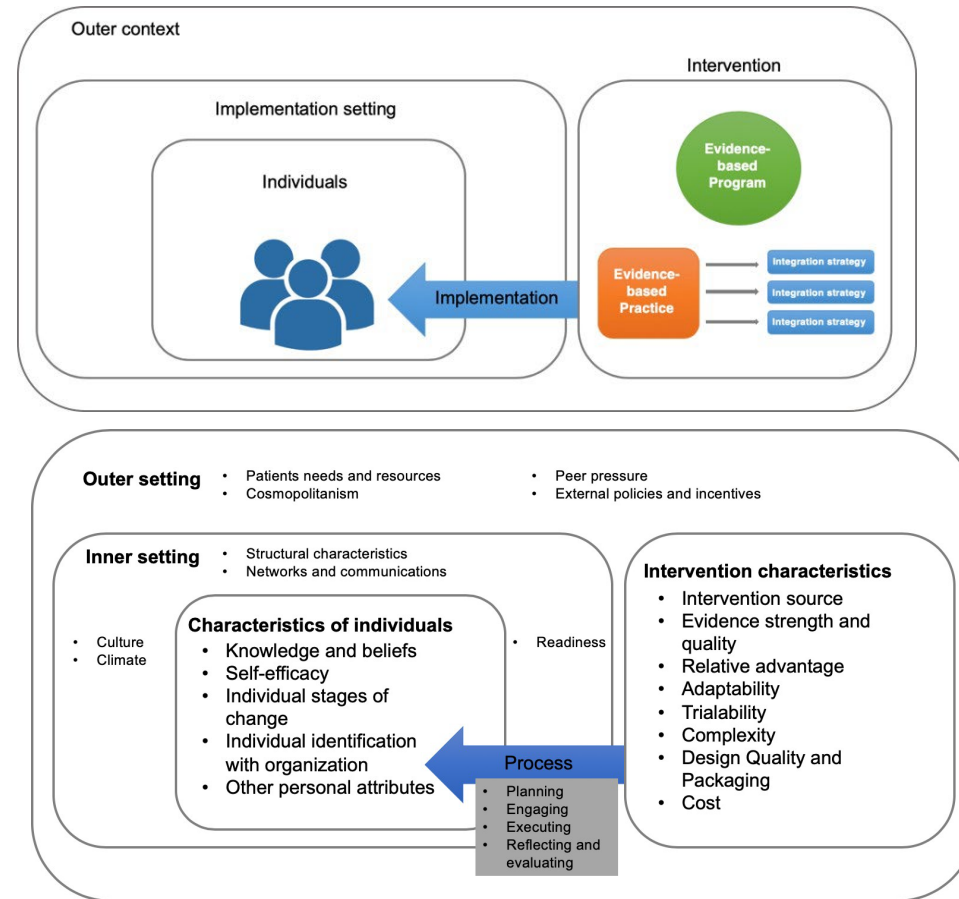 Outer context
Intervention
Implementation setting
Individuals
Evidence-
based
Program
Implementation
Evidence-
based
Practice
Integration strategy
Integration strategy
Integration strategy
Outer setting
• Patients needs and resources
• Cosmopolitanism
• Peer pressure
• External policies and incentives
Inner setting
• Structural characteristics
• Networks and communications
• Culture
• Climate
Characteristics of individuals
• Knowledge and beliefs
• Self-efficacy
• Individual stages of
change
• Individual identification
with organization
• Other personal attributes
• Readiness
Process
• Planning
• Engaging
• Executing
• Reflecting and
evaluating
Intervention characteristics
• Intervention source
• Evidence strength and
quality
• Relative advantage
• Adaptability
• Trialability
• Complexity
• Design Quality and
Packaging
• Cost